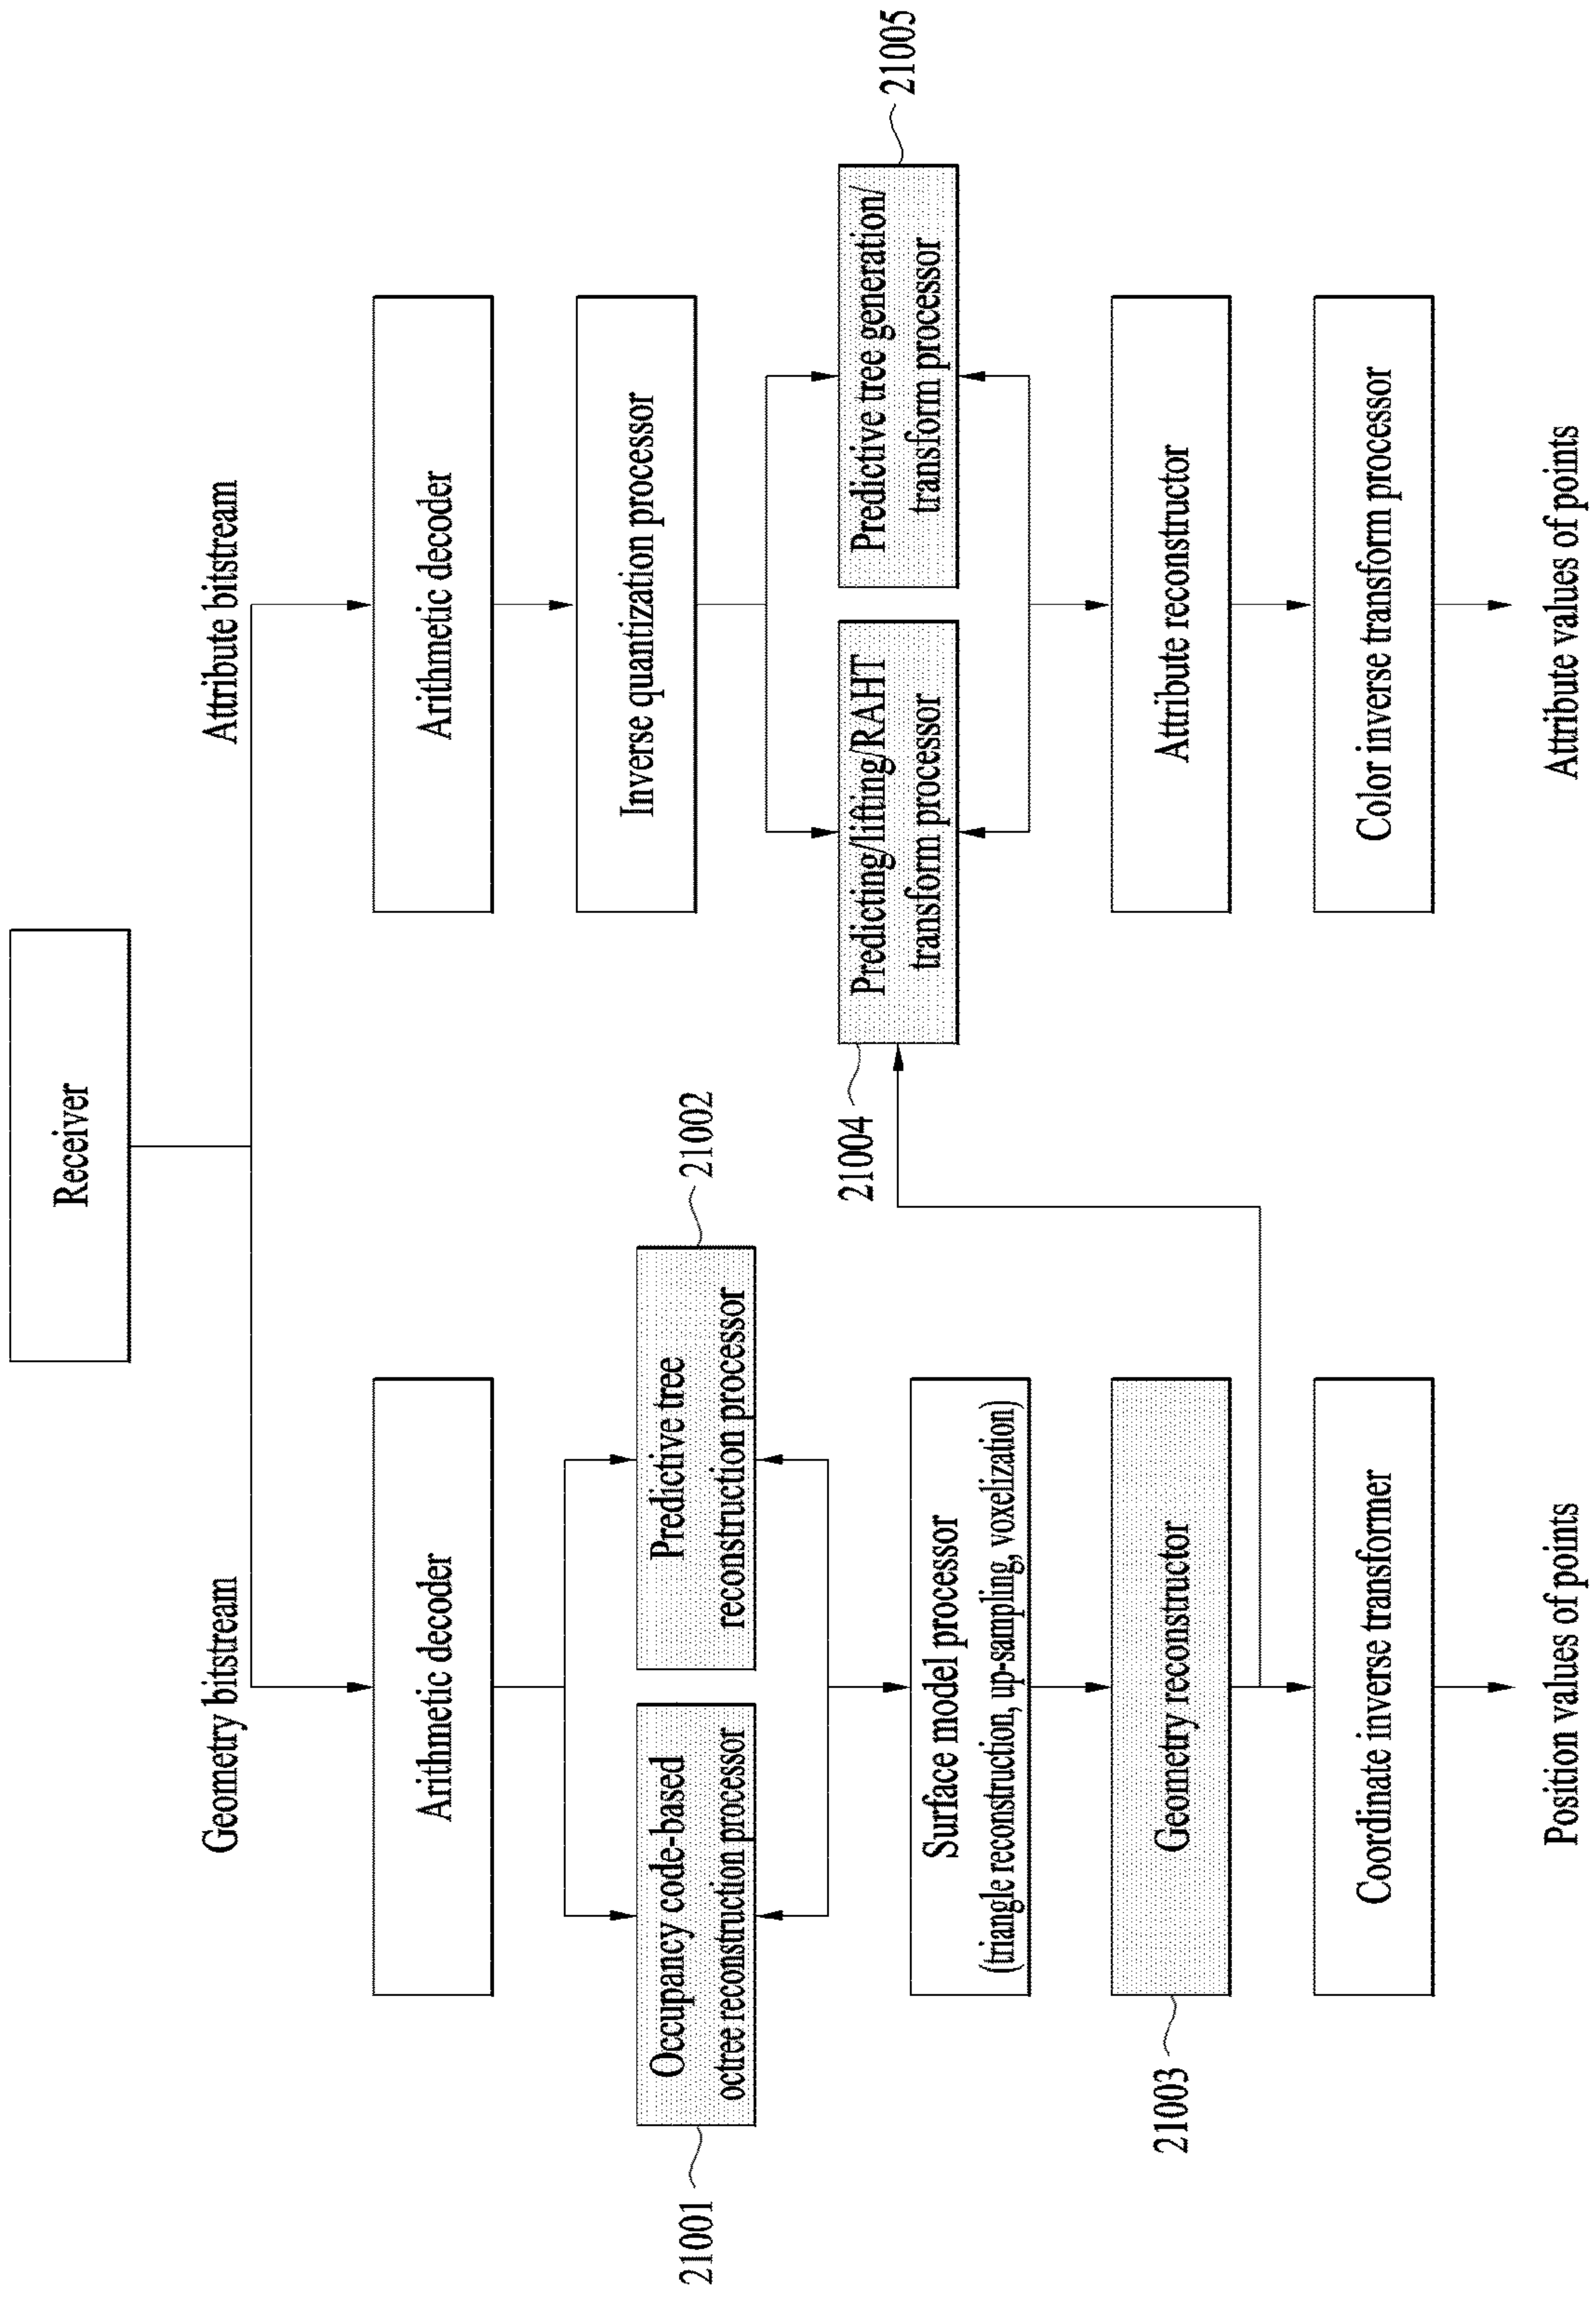 Receiver
Geometry bitstream
Attribute bitstream
Arithmetic decoder
Arithmetic decoder
Inverse quantization processor
Occupancy code-based
octree reconstruction processor
21001
Predictive tree
reconstruction processor
21002
Predicting/lifting/RAHT
transform processor
21004
Predictive tree generation/
transform processor
21005
Surface model processor
(triangle reconstruction, up-sampling, voxelization)
Geometry reconstructor
21003
Attribute reconstructor
Coordinate inverse transformer
Color inverse transform processor
Position values of points
Attribute values of points